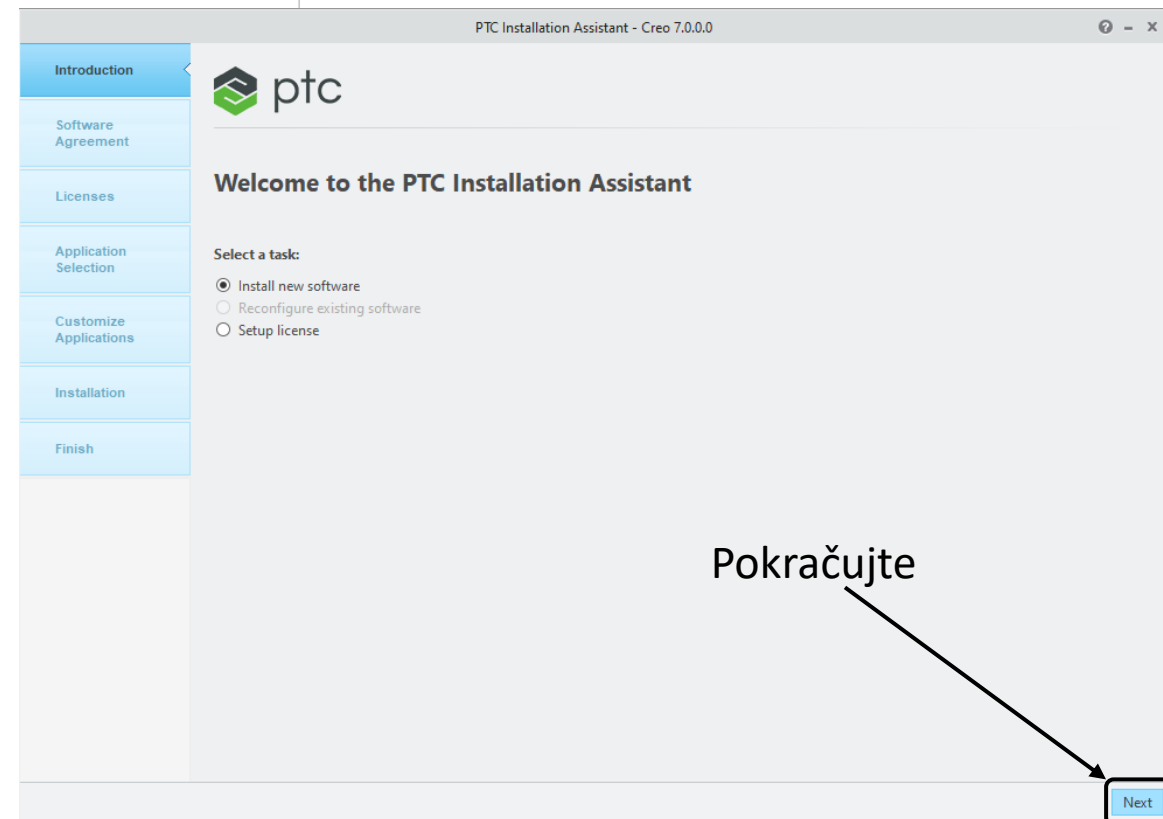 PTC Installation Assistant - Creo 7.0.0.0
Introduction
Software
Agreement
Licenses
Application
Selection
Customize
Applications
Installation
Finish
ptc
Welcome to the PTC Installation Assistant
Select a task:
Install new software
Reconfigure existing software
Setup license
Pokračujte
Next